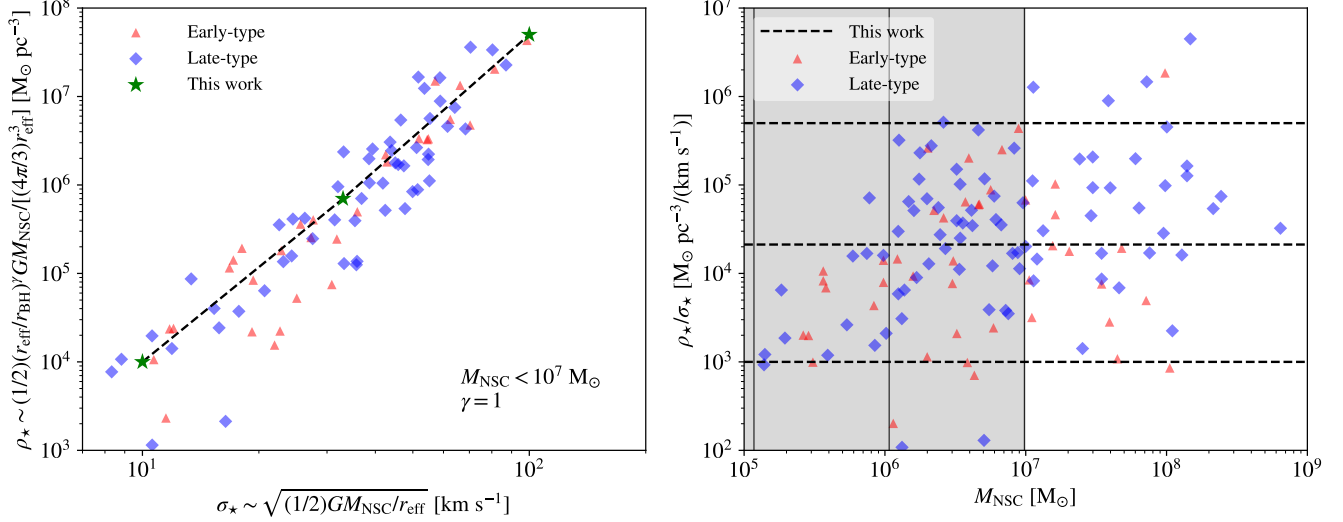 ρ⋆ ∼ (1/2)(r_eff/r_BH)^γ GM_NSC/[(4π/3)r_eff^3] [M⊙ pc^−3]
10^8
10^7
10^6
10^5
10^4
10^3
Early-type
Late-type
This work
M_NSC < 10^7 M⊙
γ = 1
10^1
10^2
σ⋆ ∼ √(1/2)GM_NSC/r_eff [km s^−1]
ρ⋆/σ⋆ [M⊙ pc^−3/(km s^−1)]
10^7
10^6
10^5
10^4
10^3
10^2
This work
Early-type
Late-type
10^5
10^6
10^7
10^8
10^9
M_NSC [M⊙]